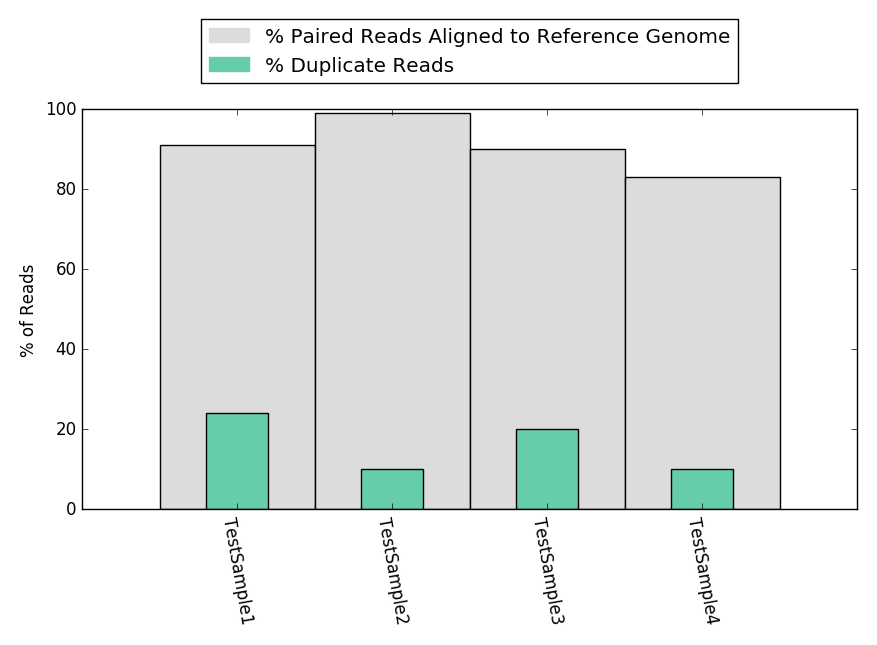 % Paired Reads Aligned to Reference Genome
% Duplicate Reads
100
80
60
40
20
0
% of Reads
TestSample1
TestSample2
TestSample3
TestSample4